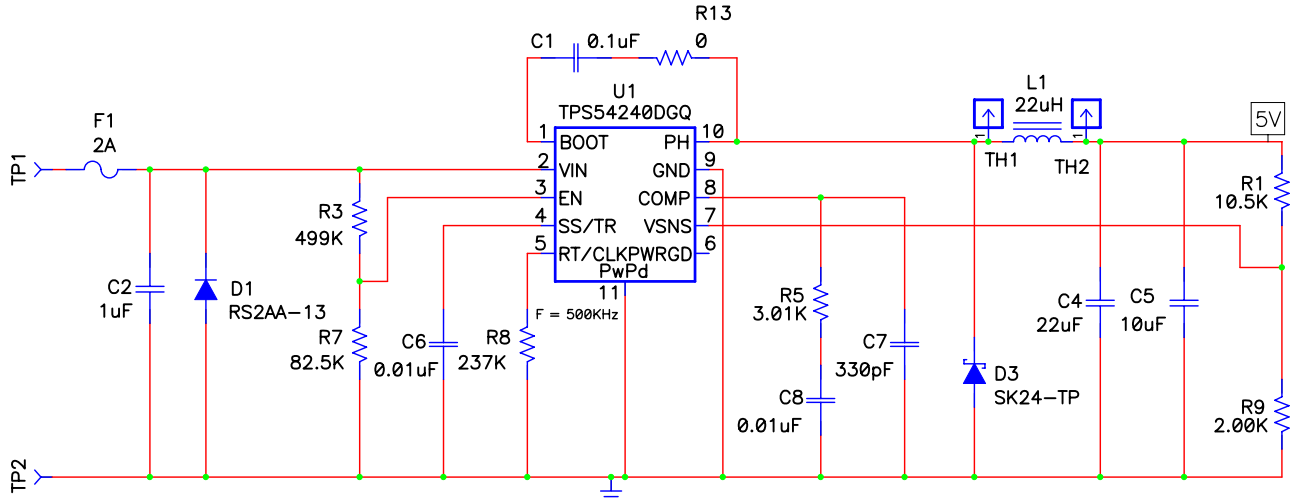 R13
C1
0.1uF
0
U1
TPS54240DGQ
1
BOOT
PH
10
2
VIN
GND
9
3
EN
COMP
8
4
SS/TR
VSNS
7
5
RT/CLK
PWRGD
6
PwPd
11
F = 500KHz
F1
2A
TP1
L1
22uH
1
1
TH1
TH2
5V
R3
499K
R1
10.5K
C2
1uF
D1
RS2AA-13
R7
82.5K
C6
0.01uF
R8
237K
R5
3.01K
C7
330pF
C8
0.01uF
D3
SK24-TP
C4
22uF
C5
10uF
R9
2.00K
TP2